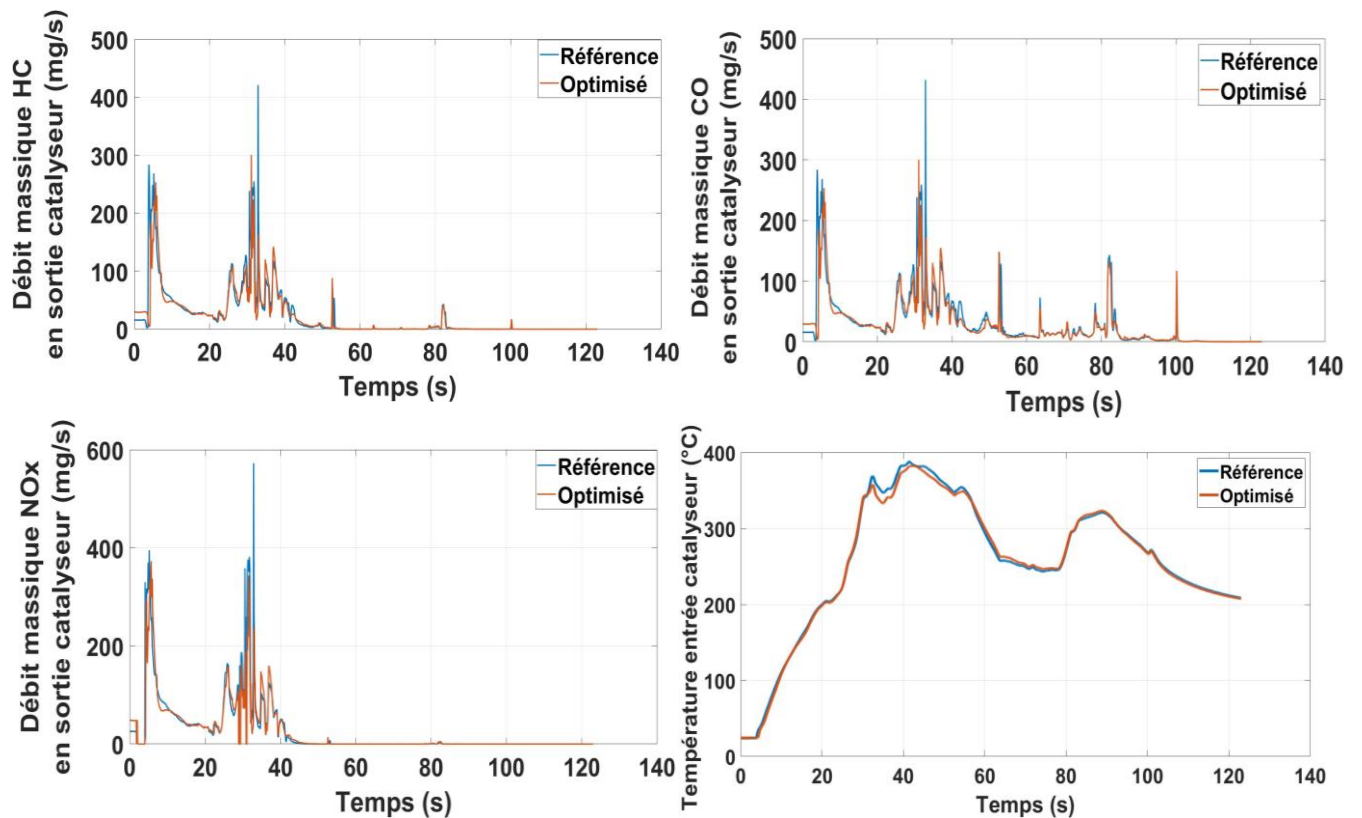 Débit massique HC
en sortie catalyseur (mg/s)
500
400
300
200
100
0
0 20 40 60 80 100 120 140
Temps (s)
Référence
Optimisé
Débit massique CO
en sortie catalyseur (mg/s)
500
400
300
200
100
0
0 20 40 60 80 100 120 140
Temps (s)
Référence
Optimisé
Débit massique NOx
en sortie catalyseur (mg/s)
600
400
200
0
0 20 40 60 80 100 120 140
Temps (s)
Référence
Optimisé
Température entrée catalyseur (°C)
400
300
200
100
0
0 20 40 60 80 100 120 140
Temps (s)
Référence
Optimisé